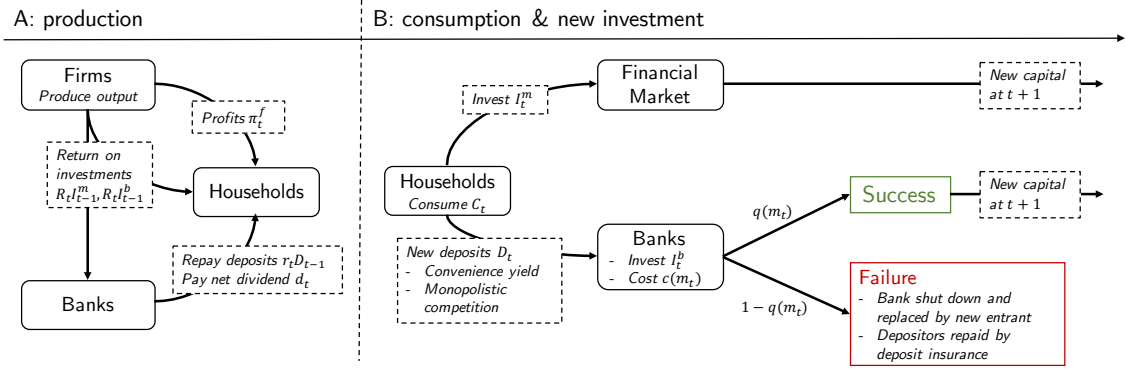 A: production
B: consumption & new investment
Firms
Produce output
Profits π_t^f
Return on
investments
R_t I_{t-1}^m, R_t I_{t-1}^b
Households
Repay deposits r_t D_{t-1}
Pay net dividend d_t
Banks
Financial
Market
Invest I_t^m
New capital
at t + 1
Households
Consume C_t
New deposits D_t
- Convenience yield
- Monopolistic
competition
Banks
- Invest I_t^b
- Cost c(m_t)
q(m_t)
Success
New capital
at t + 1
1 − q(m_t)
Failure
- Bank shut down and
replaced by new entrant
- Depositors repaid by
deposit insurance